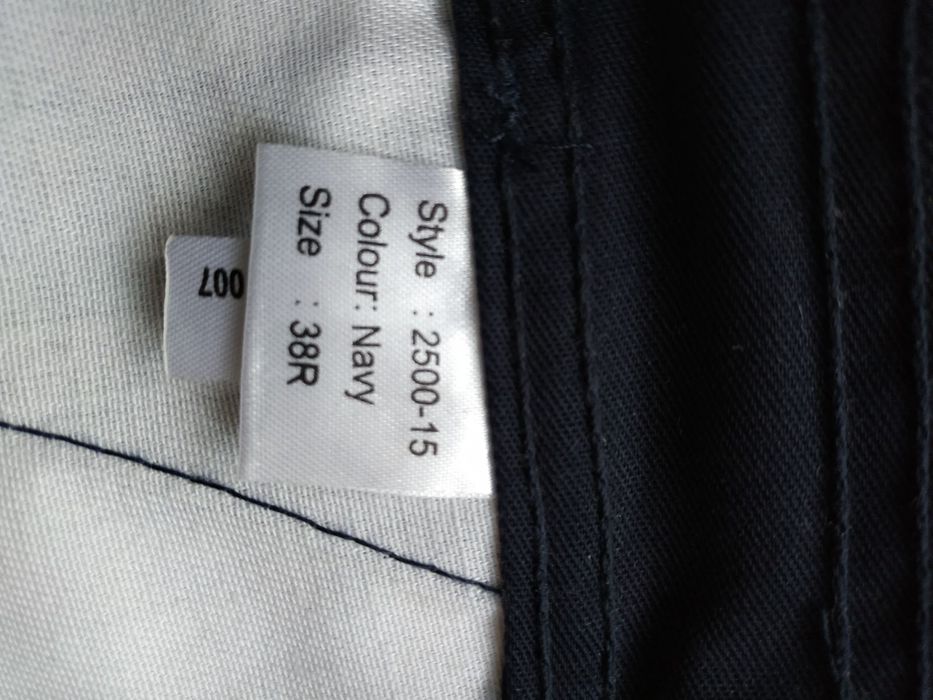 Style : 2500-15
Colour: Navy
Size : 38R
007